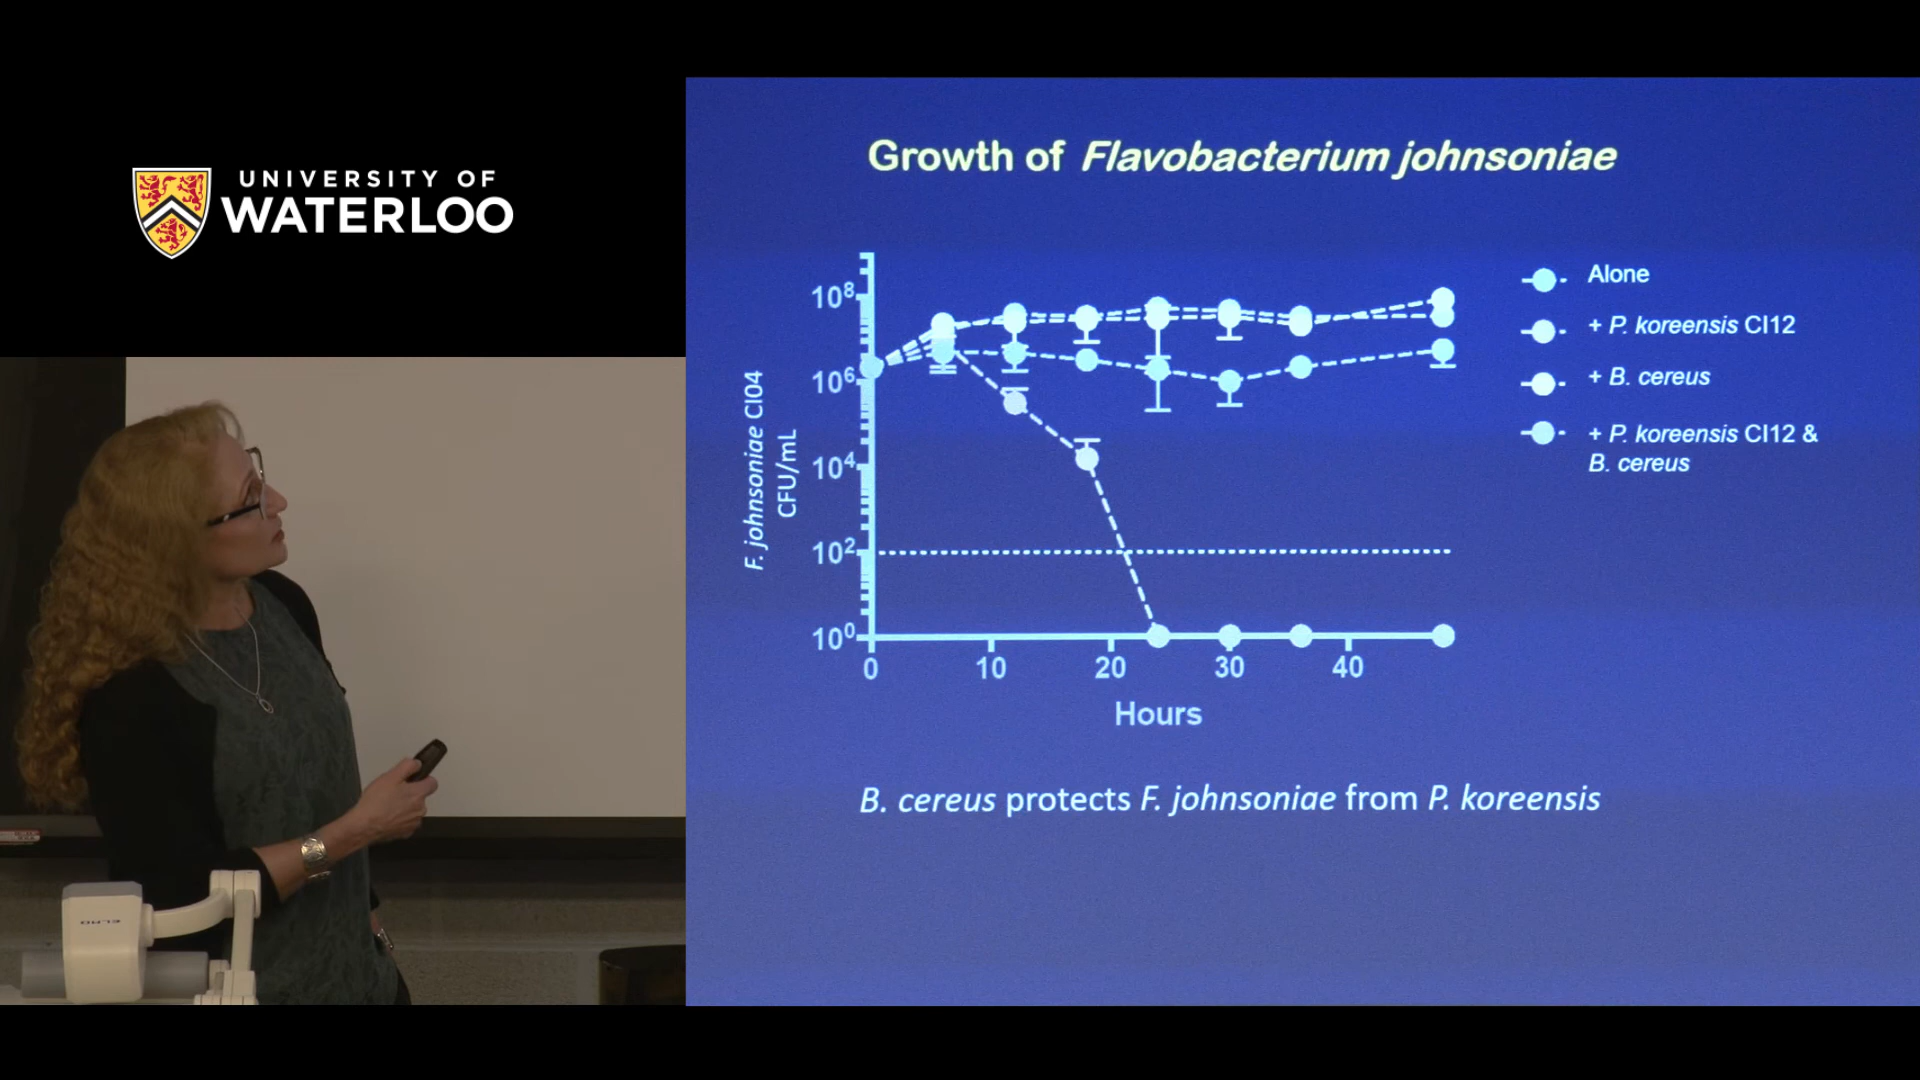 UNIVERSITY OF
WATERLOO
Growth of Flavobacterium johnsoniae
F. johnsoniae CI04
CFU/mL
10⁸
10⁶
10⁴
10²
10⁰
0
10
20
30
40
Hours
Alone
+ P. koreensis CI12
+ B. cereus
+ P. koreensis CI12 &
B. cereus
B. cereus protects F. johnsoniae from P. koreensis
ELMO